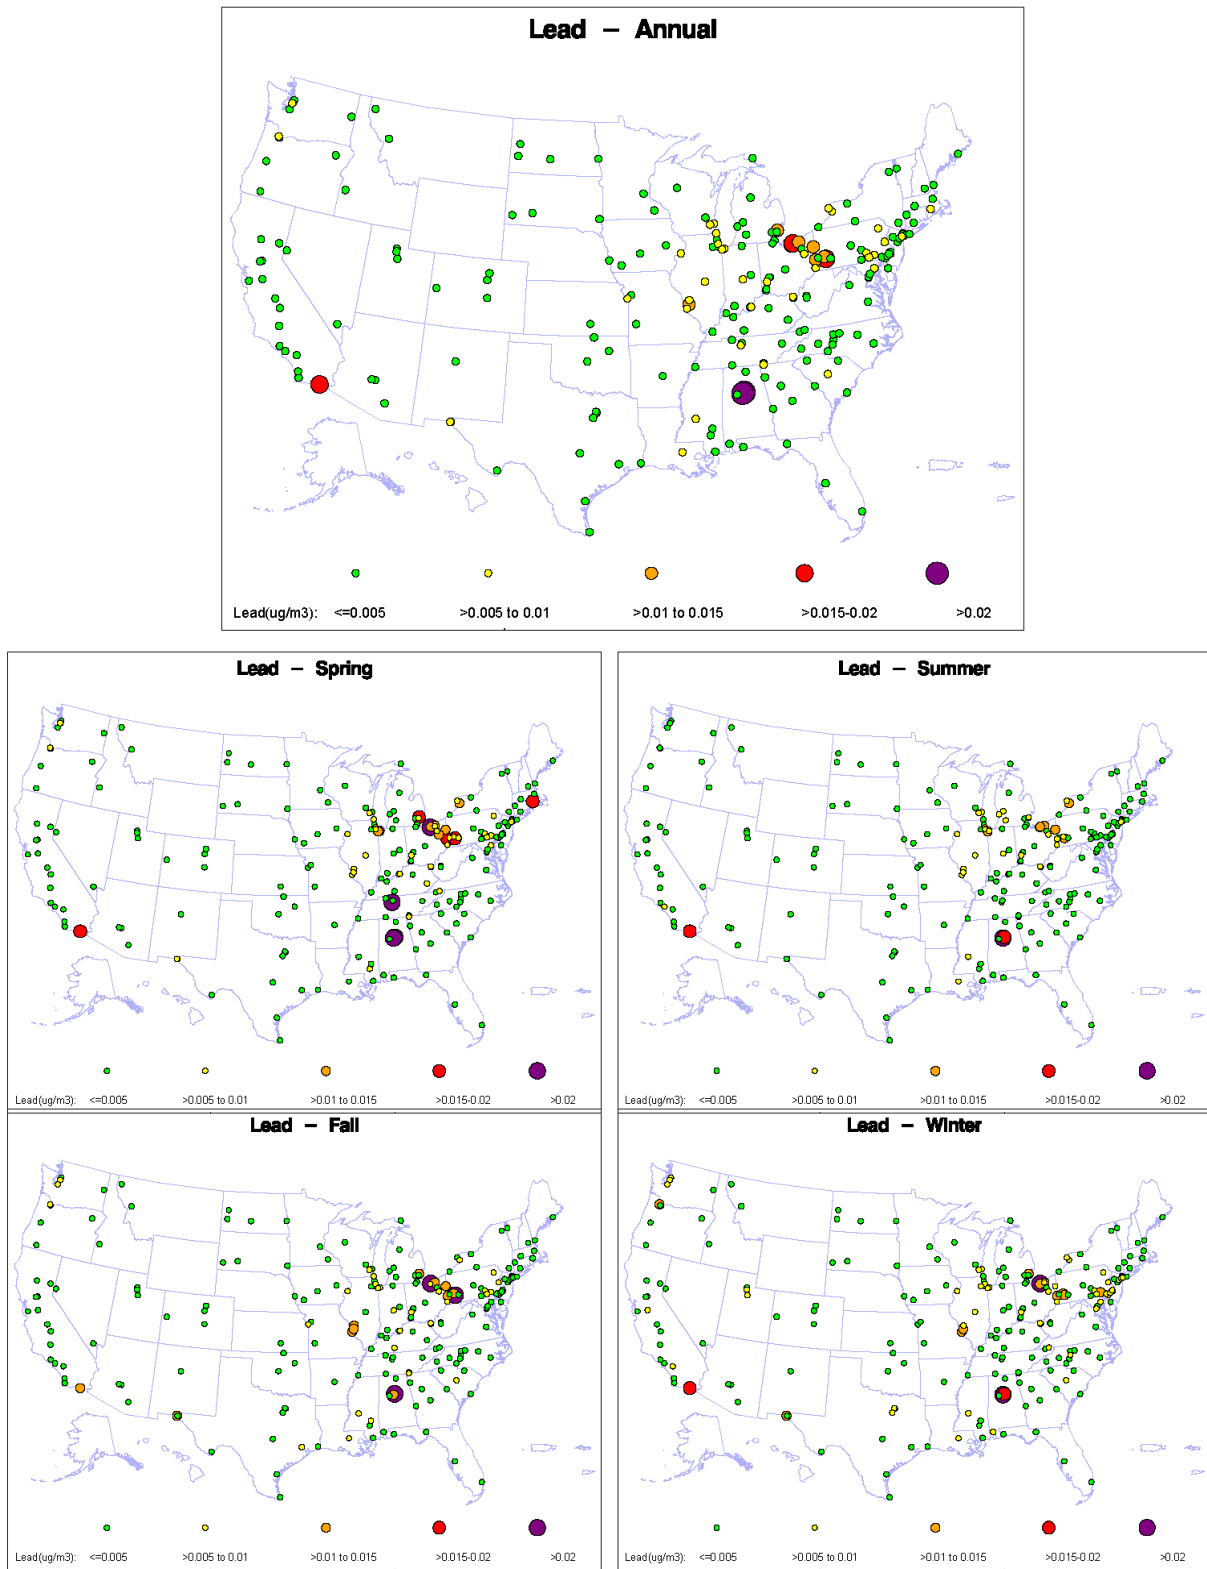 Lead – Annual
Lead(ug/m3): <=0.005 >0.005 to 0.01 >0.01 to 0.015 >0.015-0.02 >0.02
Lead – Spring
Lead(ug/m3): <=0.005 >0.005 to 0.01 >0.01 to 0.015 >0.015-0.02 >0.02
Lead – Summer
Lead(ug/m3): <=0.005 >0.005 to 0.01 >0.01 to 0.015 >0.015-0.02 >0.02
Lead – Fall
Lead(ug/m3): <=0.005 >0.005 to 0.01 >0.01 to 0.015 >0.015-0.02 >0.02
Lead – Winter
Lead(ug/m3): <=0.005 >0.005 to 0.01 >0.01 to 0.015 >0.015-0.02 >0.02